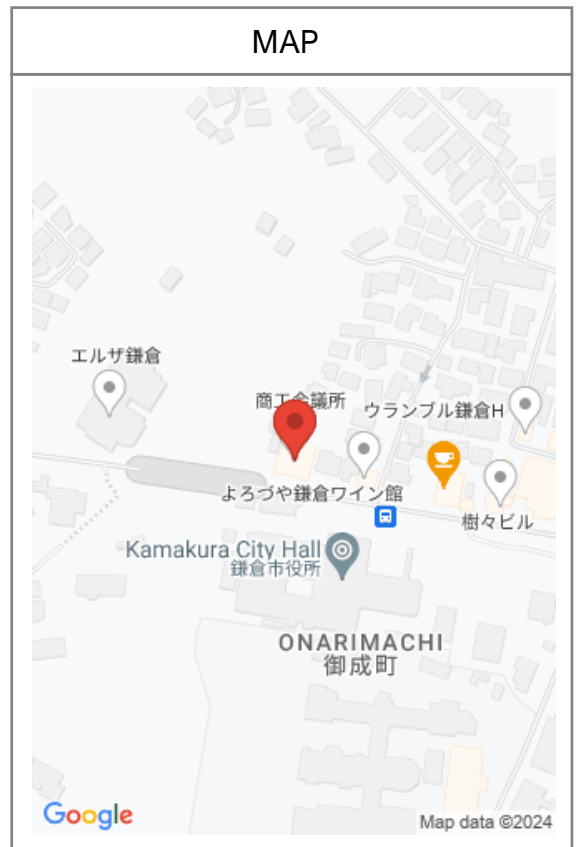 MAP
エルザ鎌倉
商工会議所
ウランブル鎌倉H
よろづや鎌倉ワイン館
樹々ビル
Kamakura City Hall
鎌倉市役所
ONARIMACHI
御成町
Google
Map data ©2024